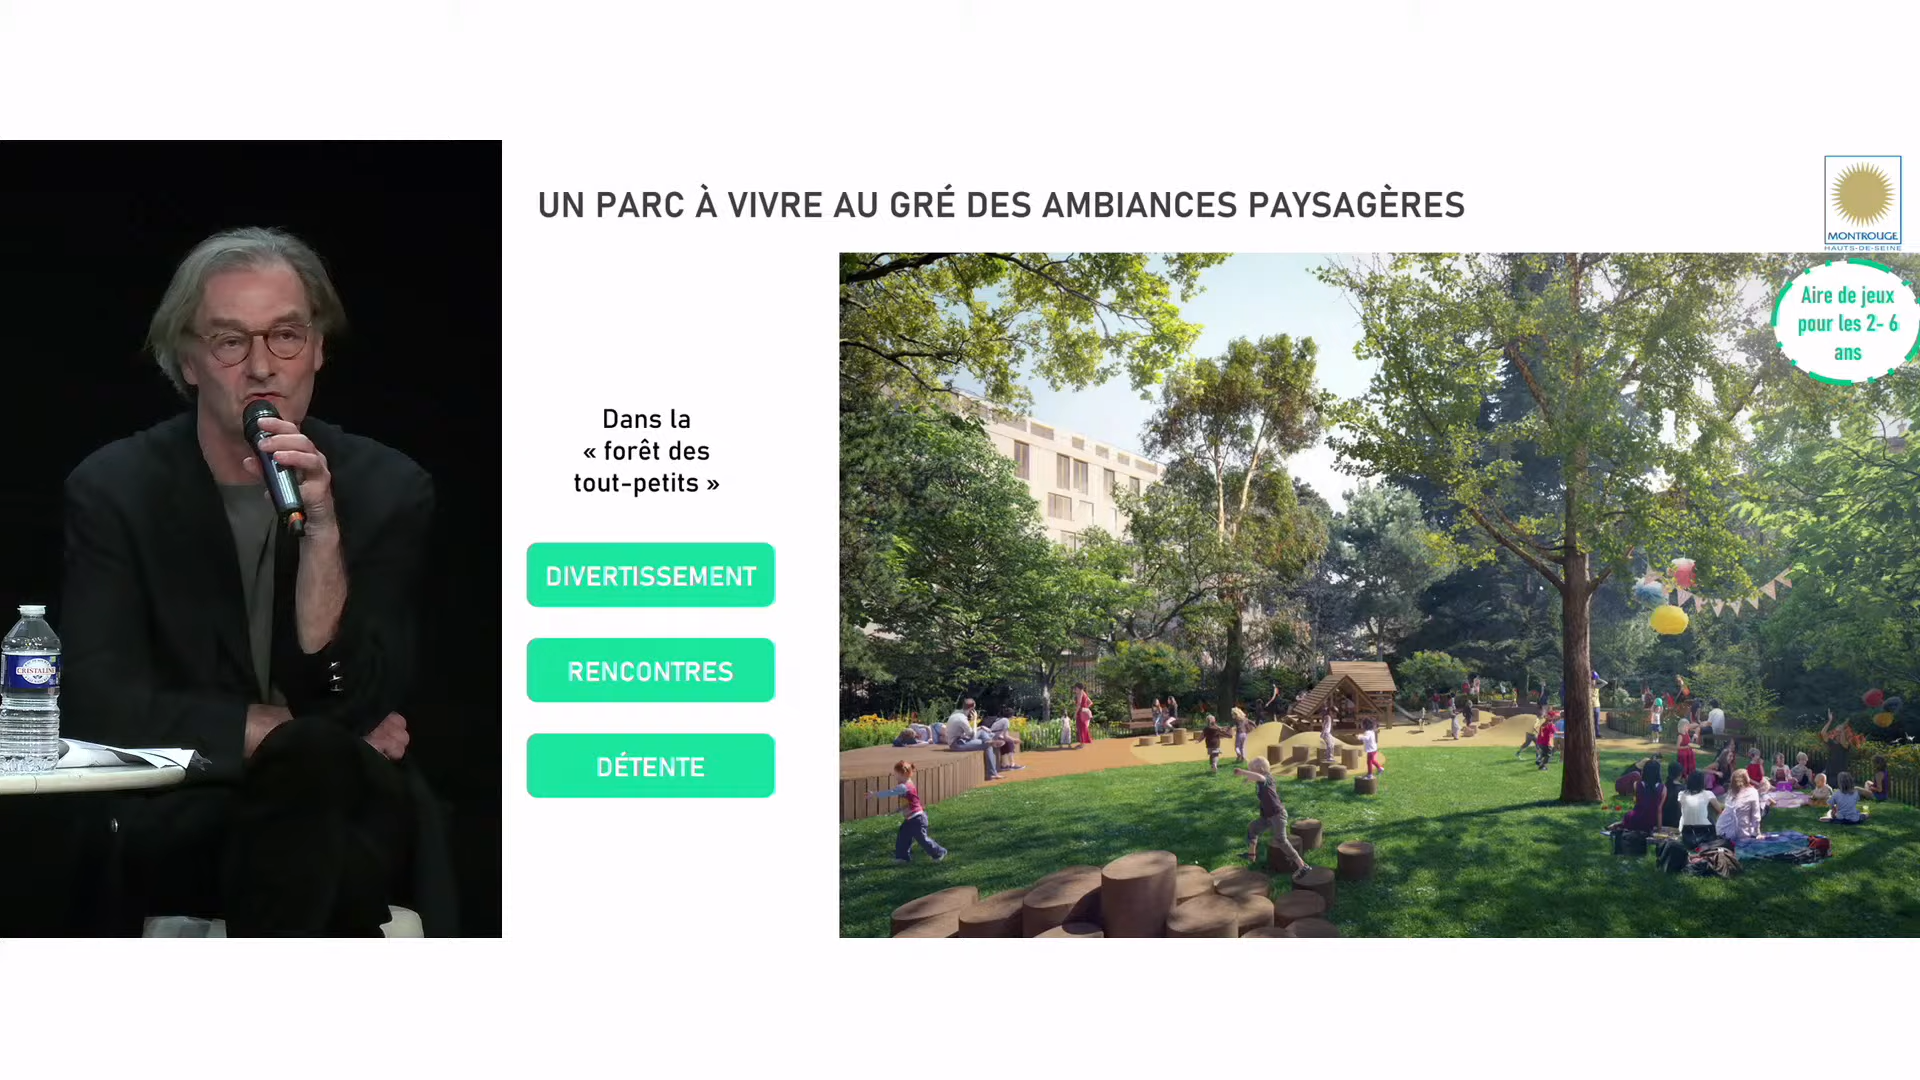 UN PARC À VIVRE AU GRÉ DES AMBIANCES PAYSAGÈRES
MONTROUGE
HAUTS-DE-SEINE
Aire de jeux
pour les 2- 6
ans
Dans la
« forêt des
tout-petits »
DIVERTISSEMENT
RENCONTRES
DÉTENTE
CRISTALINE